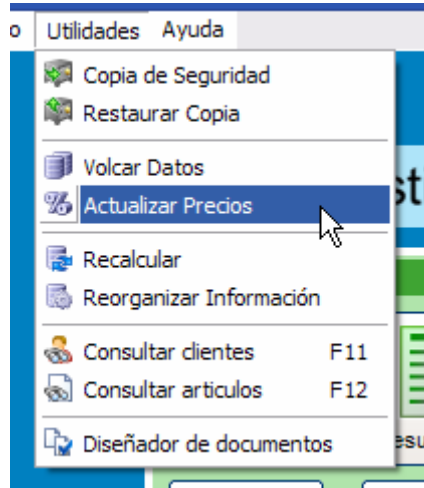 o Utilidades Ayuda
Copia de Seguridad
Restaurar Copia
Volcar Datos
Actualizar Precios
Recalcular
Reorganizar Información
Consultar clientes F11
Consultar articulos F12
Diseñador de documentos